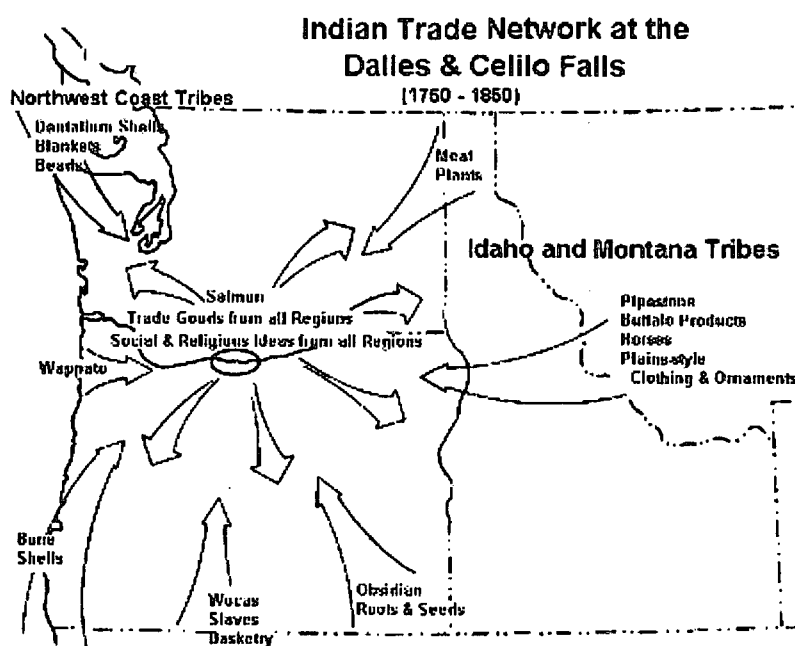 Indian Trade Network at the
Dalles & Celilo Falls
(1750 - 1850)
Northwest Coast Tribes
Dentalium Shells
Blankets
Beads
Meat
Plants
Idaho and Montana Tribes
Salmon
Trade Goods from all Regions
Social & Religious Ideas from all Regions
Pipestone
Buffalo Products
Horses
Plains-style
Clothing & Ornaments
Wappato
Bone
Shells
Wocas
Slaves
Basketry
Obsidian
Roots & Seeds